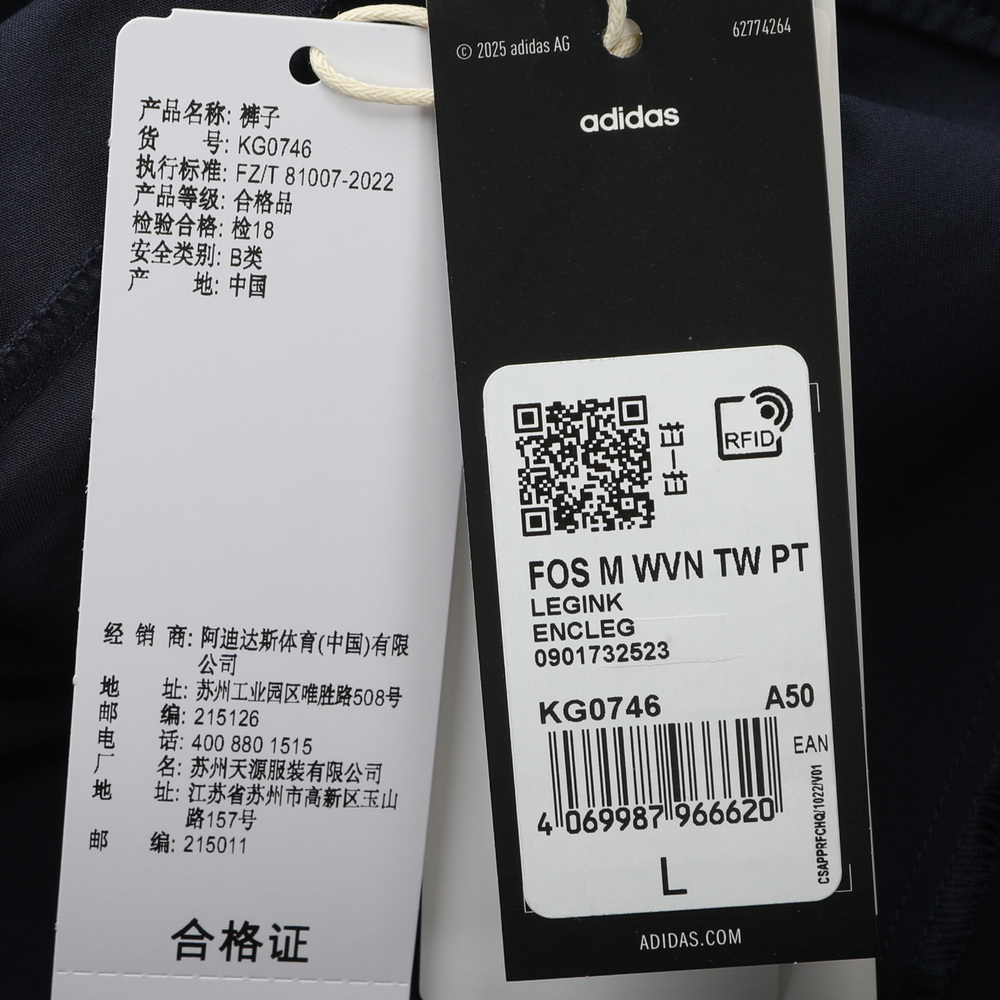 产品名称: 裤子
货 号: KG0746
执行标准: FZ/T 81007-2022
产品等级: 合格品
检验合格: 检18
安全类别: B类
产 地: 中国
经 销 商: 阿迪达斯体育(中国)有限
公司
地 址: 苏州工业园区唯胜路508号
邮 编: 215126
电 话: 400 880 1515
厂 名: 苏州天源服装有限公司
地 址: 江苏省苏州市高新区玉山
路157号
邮 编: 215011
合格证
© 2025 adidas AG
62774264
adidas
扫一扫
RFID
FOS M WVN TW PT
LEGINK
ENCLEG
0901732523
KG0746
A50
EAN
4 069987 966620
CSAPPRFCHQ/1022/V01
L
ADIDAS.COM